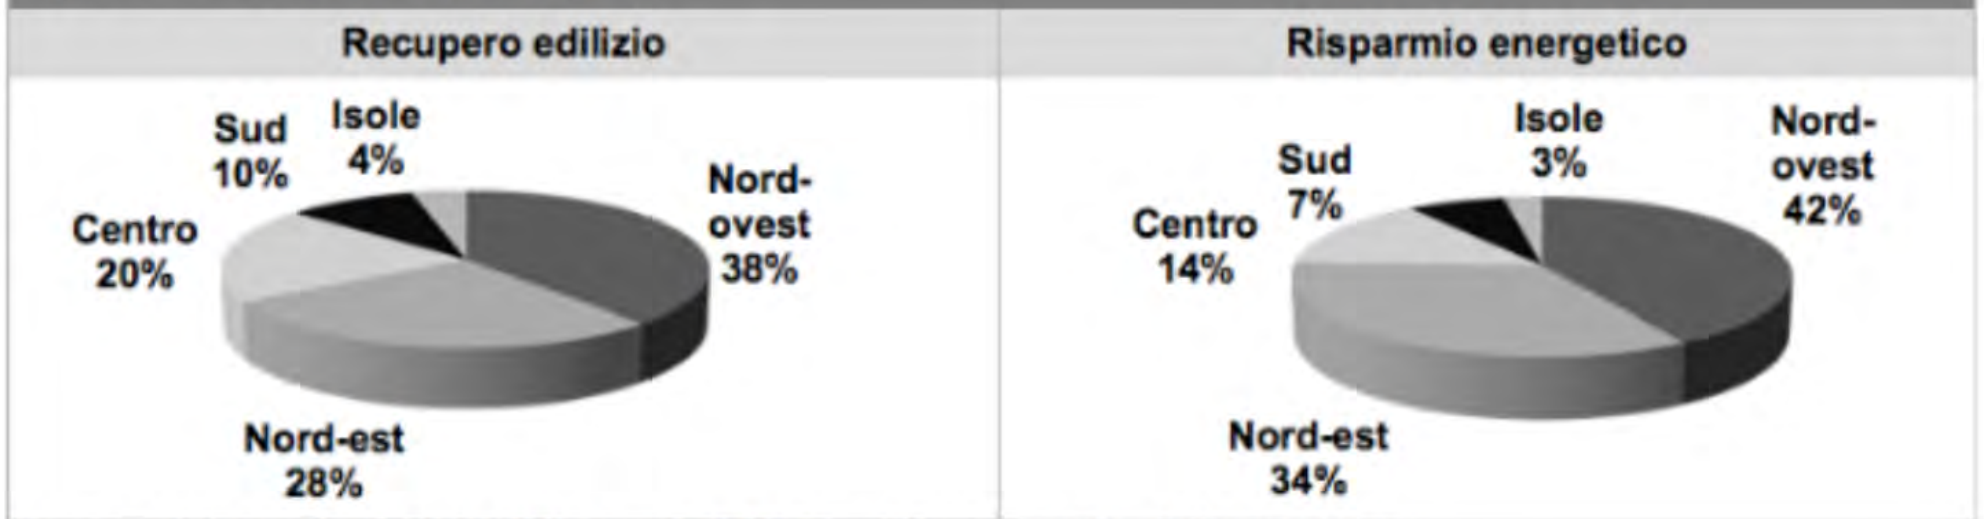 Recupero edilizio
Sud
10%
Isole
4%
Nord-
ovest
38%
Centro
20%
Nord-est
28%
Risparmio energetico
Isole
3%
Nord-
ovest
42%
Sud
7%
Centro
14%
Nord-est
34%